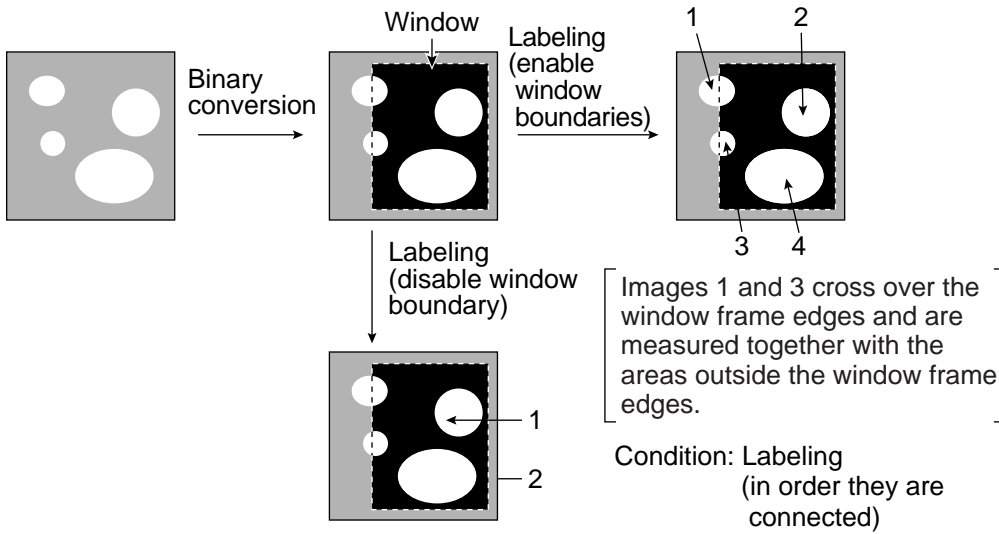 Window
Binary
conversion
Labeling
(enable
window
boundaries)
1
2
3
4
Labeling
(disable window
boundary)
1
2
Images 1 and 3 cross over the
window frame edges and are
measured together with the
areas outside the window frame
edges.
Condition: Labeling
(in order they are
connected)